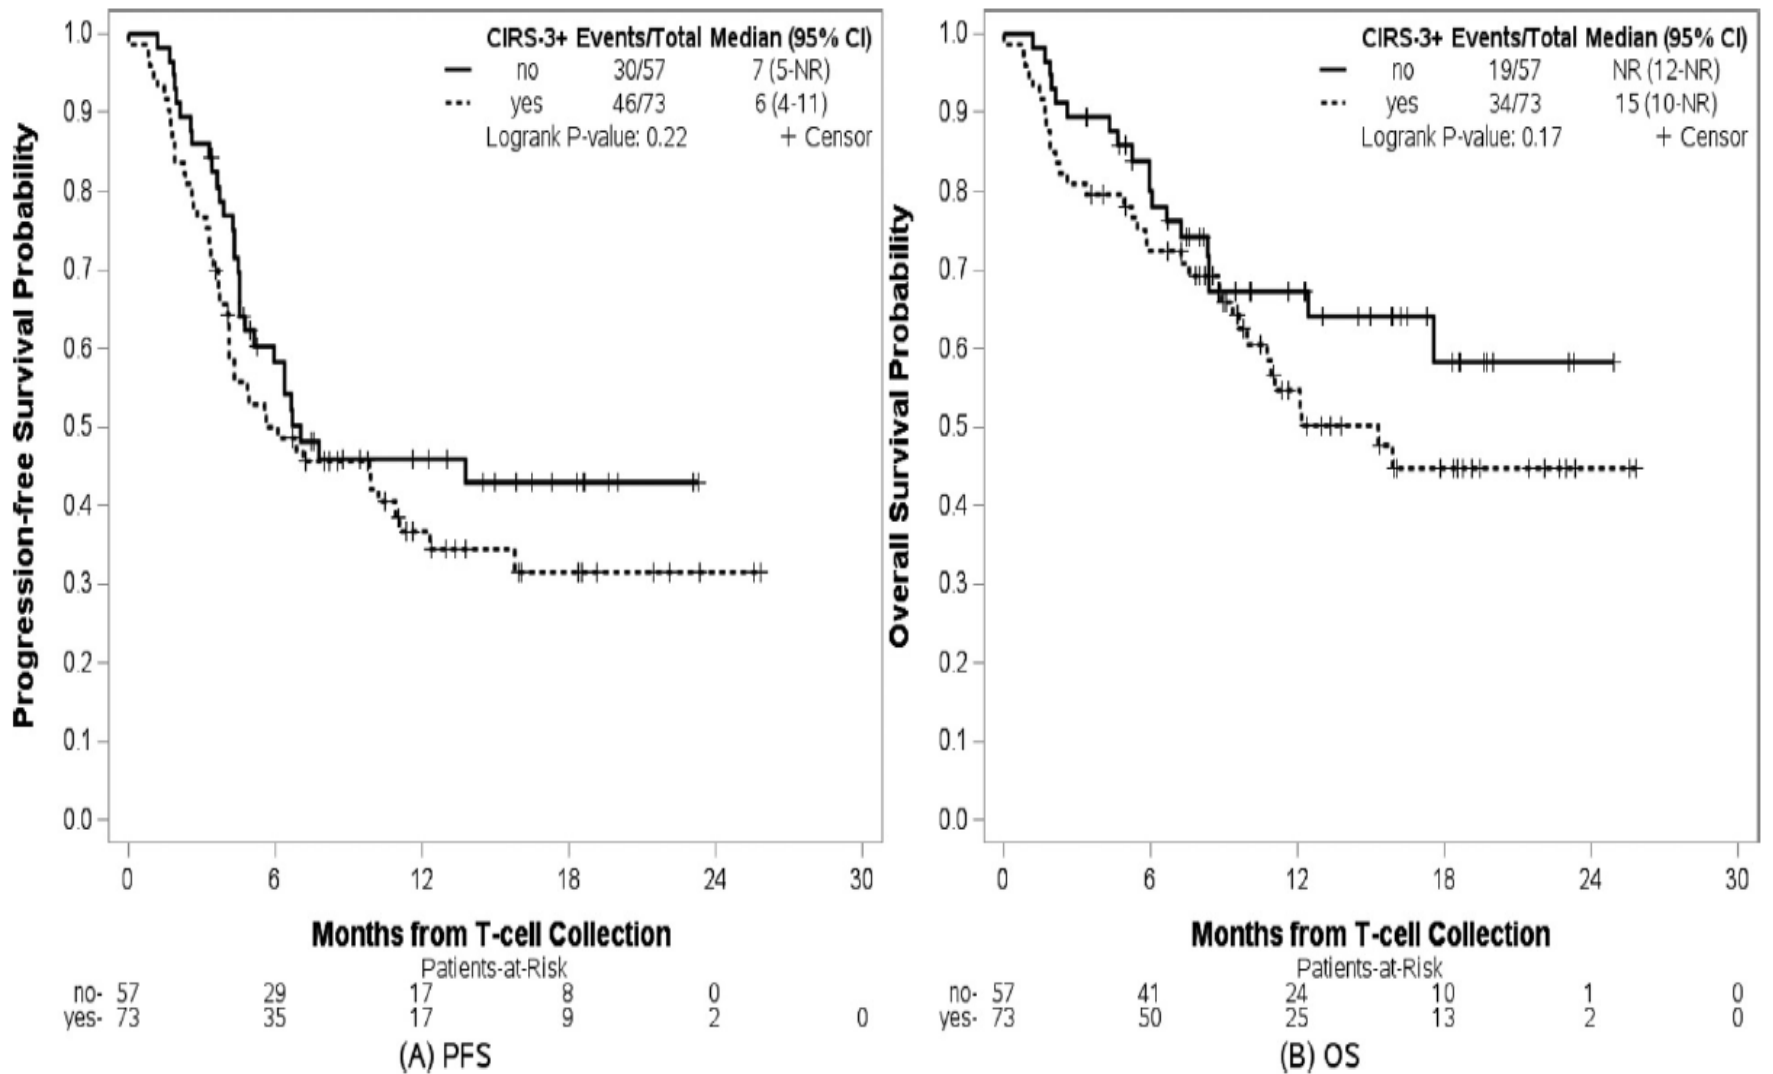 Progression-free Survival Probability
1.0
0.9
0.8
0.7
0.6
0.5
0.4
0.3
0.2
0.1
0.0
CIRS-3+ Events/Total Median (95% CI)
no 30/57 7 (5-NR)
yes 46/73 6 (4-11)
Logrank P-value: 0.22 + Censor
0 6 12 18 24 30
Months from T-cell Collection
Patients-at-Risk
no- 57 29 17 8 0
yes- 73 35 17 9 2 0
(A) PFS
Overall Survival Probability
1.0
0.9
0.8
0.7
0.6
0.5
0.4
0.3
0.2
0.1
0.0
CIRS-3+ Events/Total Median (95% CI)
no 19/57 NR (12-NR)
yes 34/73 15 (10-NR)
Logrank P-value: 0.17 + Censor
0 6 12 18 24 30
Months from T-cell Collection
Patients-at-Risk
no- 57 41 24 10 1 0
yes- 73 50 25 13 2 0
(B) OS